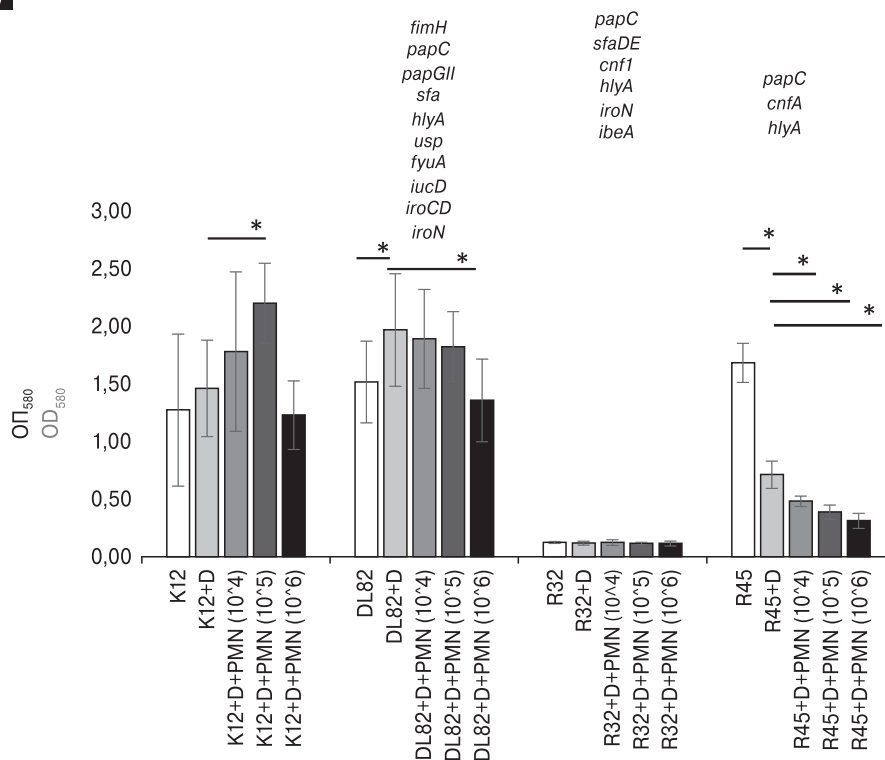 fimH
papC
papGII
sfa
hlyA
usp
fyuA
iucD
iroCD
iroN
papC
sfaDE
cnf1
hlyA
iroN
ibeA
papC
cnfA
hlyA
3,00
2,50
2,00
1,50
1,00
0,50
0,00
ОП580
OD580
*
*
*
*
*
*
*
K12
K12+D
K12+D+PMN (10^4)
K12+D+PMN (10^5)
K12+D+PMN (10^6)
DL82
DL82+D
DL82+D+PMN (10^4)
DL82+D+PMN (10^5)
DL82+D+PMN (10^6)
R32
R32+D
R32+D+PMN (10^4)
R32+D+PMN (10^5)
R32+D+PMN (10^6)
R45
R45+D
R45+D+PMN (10^4)
R45+D+PMN (10^5)
R45+D+PMN (10^6)